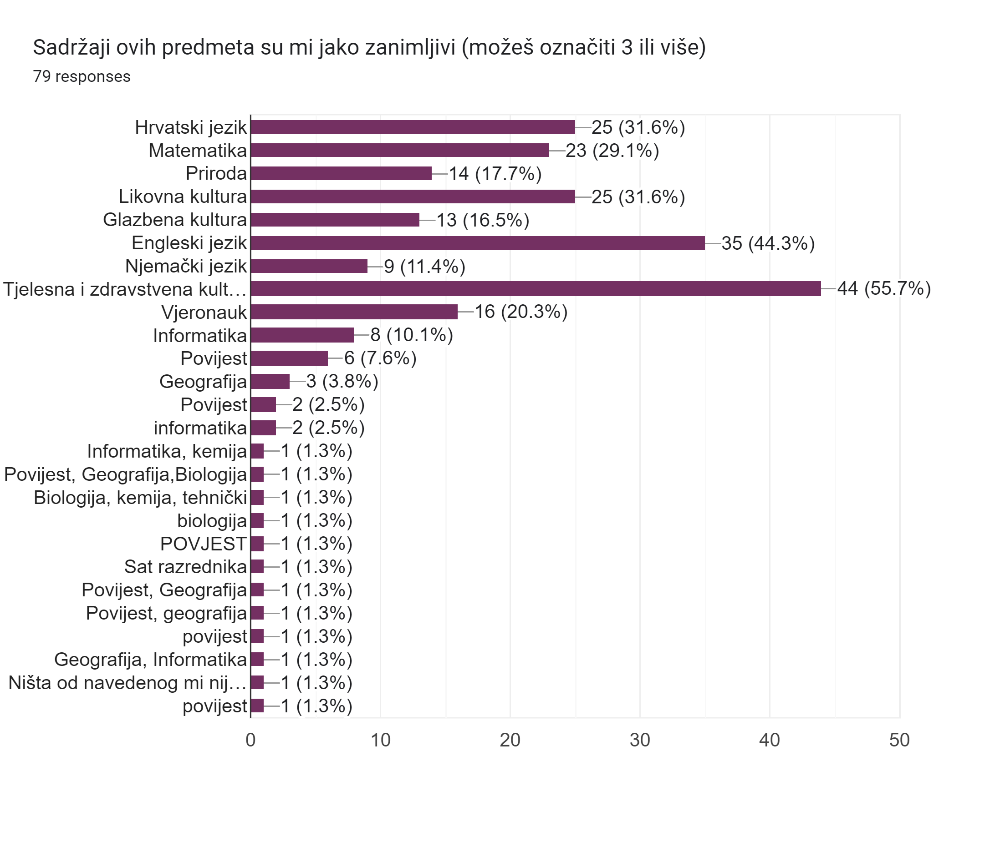 Sadržaji ovih predmeta su mi jako zanimljivi (možeš označiti 3 ili više)
79 responses
Hrvatski jezik 25 (31.6%)
Matematika 23 (29.1%)
Priroda 14 (17.7%)
Likovna kultura 25 (31.6%)
Glazbena kultura 13 (16.5%)
Engleski jezik 35 (44.3%)
Njemački jezik 9 (11.4%)
Tjelesna i zdravstvena kult… 44 (55.7%)
Vjeronauk 16 (20.3%)
Informatika 8 (10.1%)
Povijest 6 (7.6%)
Geografija 3 (3.8%)
Povijest 2 (2.5%)
informatika 2 (2.5%)
Informatika, kemija 1 (1.3%)
Povijest, Geografija,Biologija 1 (1.3%)
Biologija, kemija, tehnički 1 (1.3%)
biologija 1 (1.3%)
POVJEST 1 (1.3%)
Sat razrednika 1 (1.3%)
Povijest, Geografija 1 (1.3%)
Povijest, geografija 1 (1.3%)
povijest 1 (1.3%)
Geografija, Informatika 1 (1.3%)
Ništa od navedenog mi nij… 1 (1.3%)
povijest 1 (1.3%)
0 10 20 30 40 50